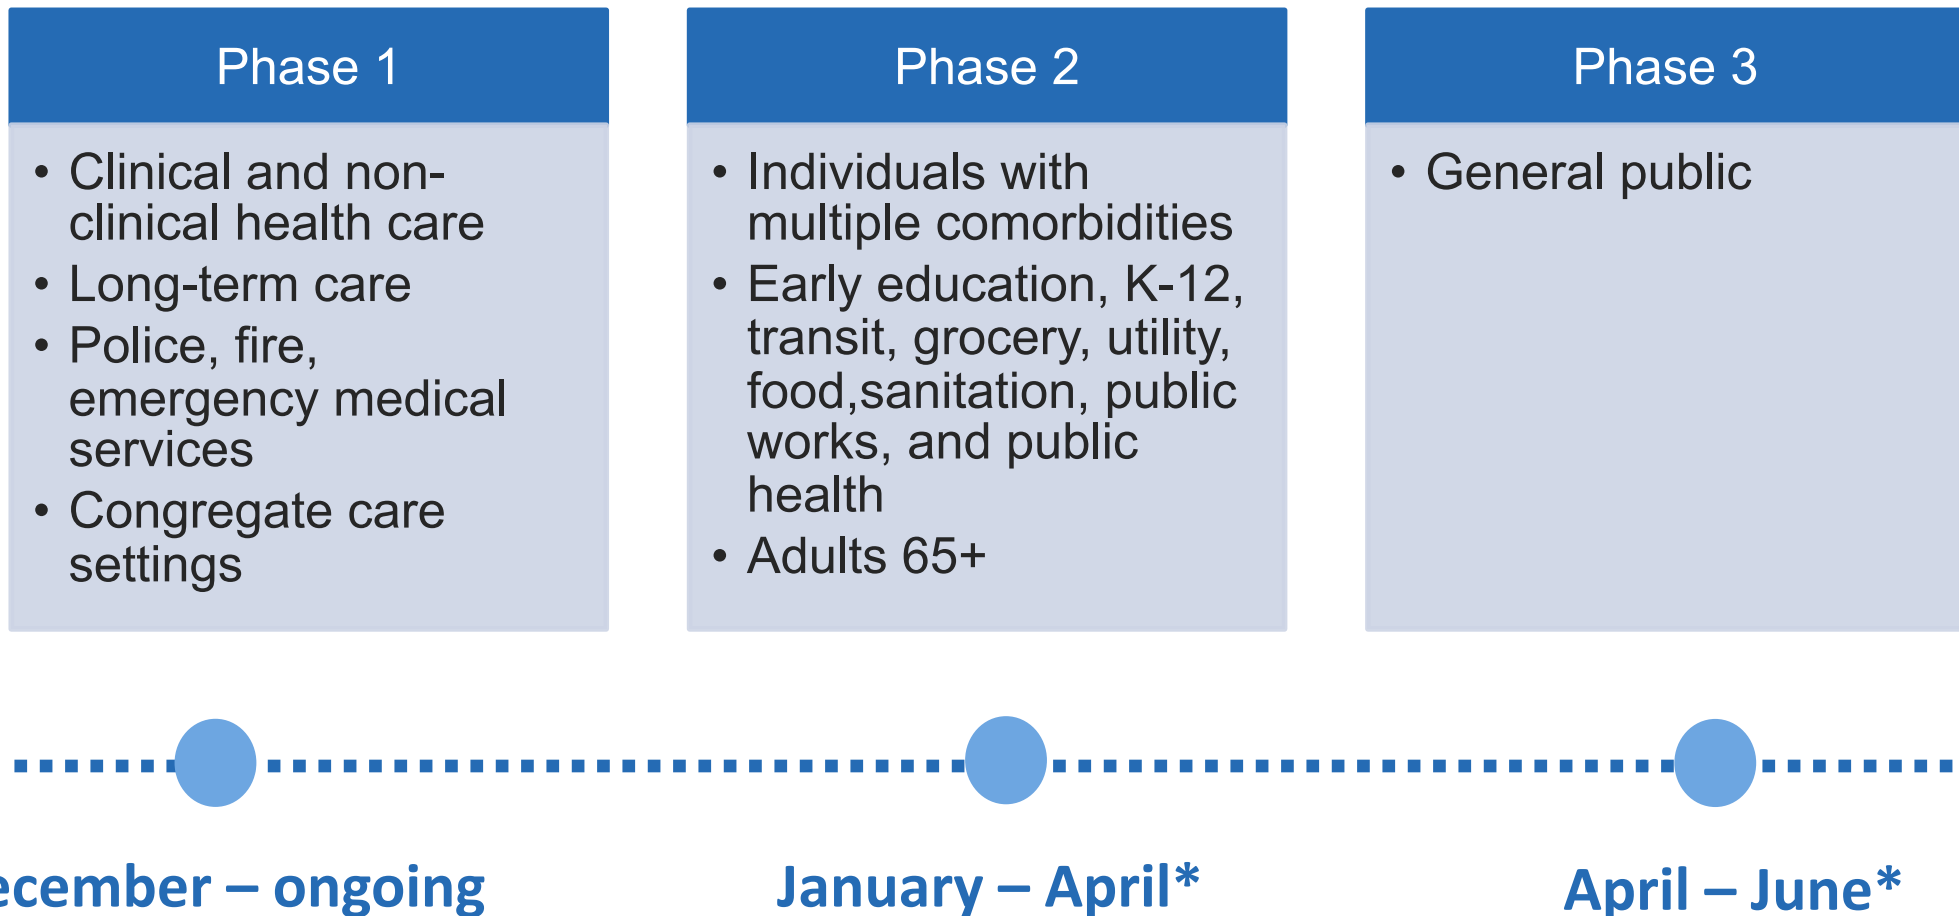 Phase 1
• Clinical and non-
clinical health care
• Long-term care
• Police, fire,
emergency medical
services
• Congregate care
settings
Phase 2
• Individuals with
multiple comorbidities
• Early education, K-12,
transit, grocery, utility,
food,sanitation, public
works, and public
health
• Adults 65+
Phase 3
• General public
ecember – ongoing
January – April*
April – June*